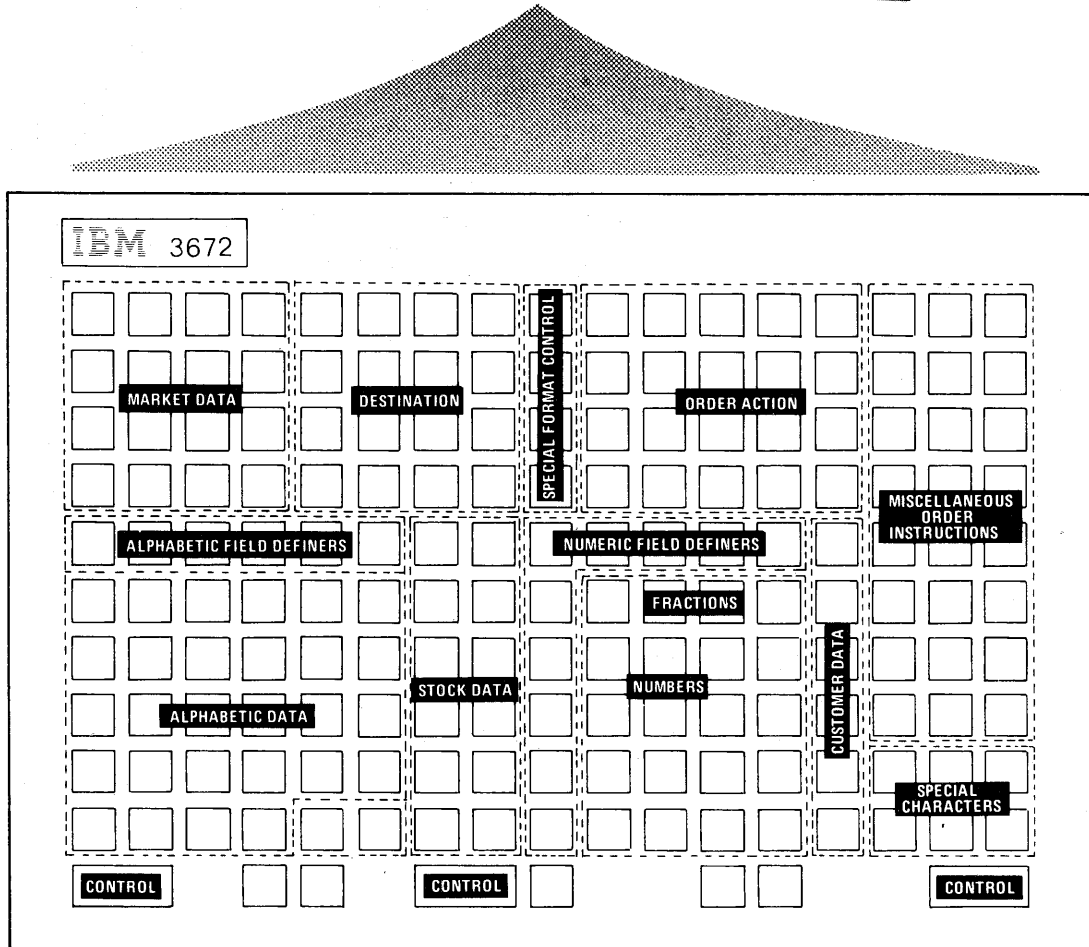 IBM 3672
MARKET DATA
DESTINATION
SPECIAL FORMAT CONTROL
ORDER ACTION
MISCELLANEOUS
ORDER
INSTRUCTIONS
ALPHABETIC FIELD DEFINERS
NUMERIC FIELD DEFINERS
FRACTIONS
ALPHABETIC DATA
STOCK DATA
NUMBERS
CUSTOMER DATA
SPECIAL
CHARACTERS
CONTROL
CONTROL
CONTROL